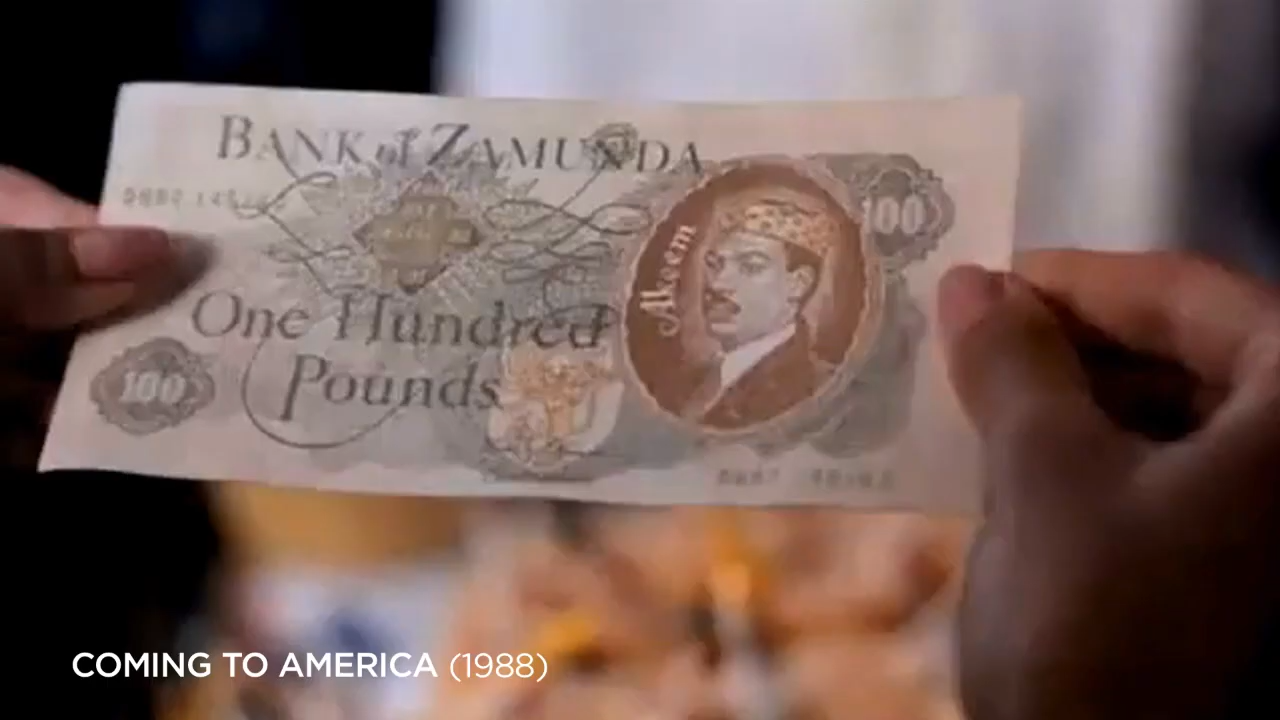 BANK of ZAMUNDA
100
Akeem
One Hundred
Pounds
100
COMING TO AMERICA (1988)